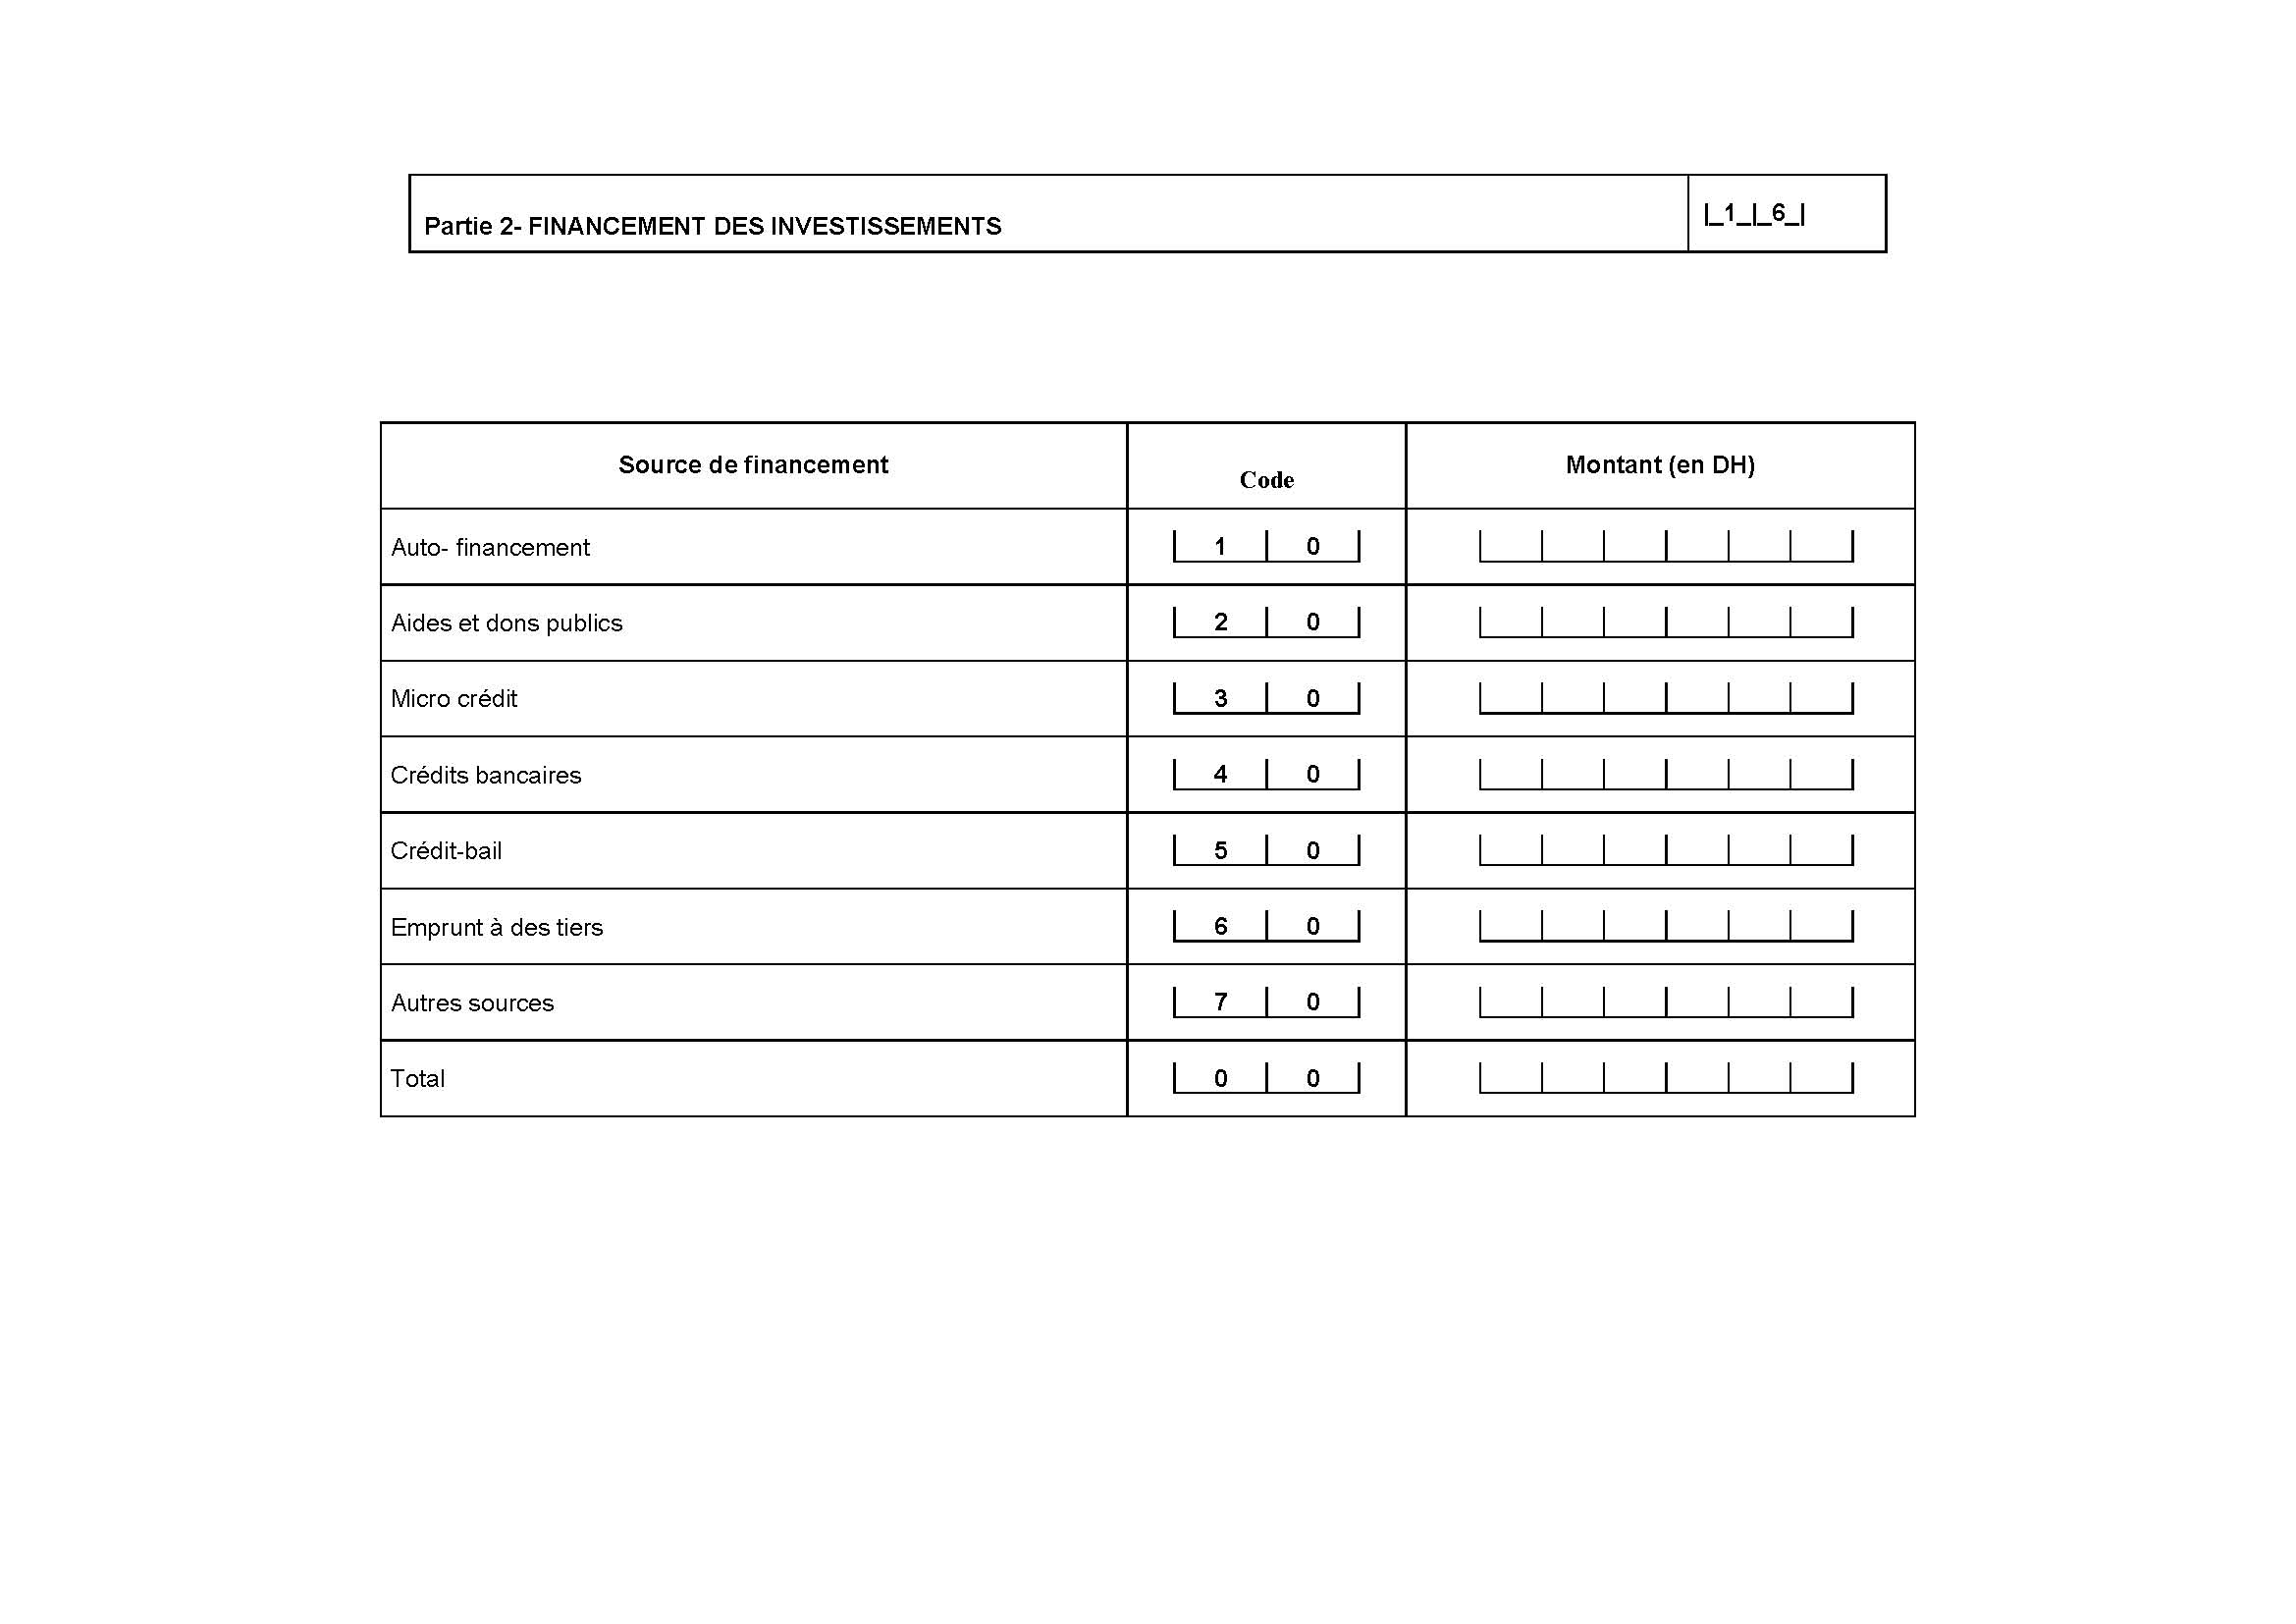 Partie 2- FINANCEMENT DES INVESTISSEMENTS |_1_|_6_|
Source de financement Code Montant (en DH)
Auto- financement 1 0
Aides et dons publics 2 0
Micro crédit 3 0
Crédits bancaires 4 0
Crédit-bail 5 0
Emprunt à des tiers 6 0
Autres sources 7 0
Total 0 0